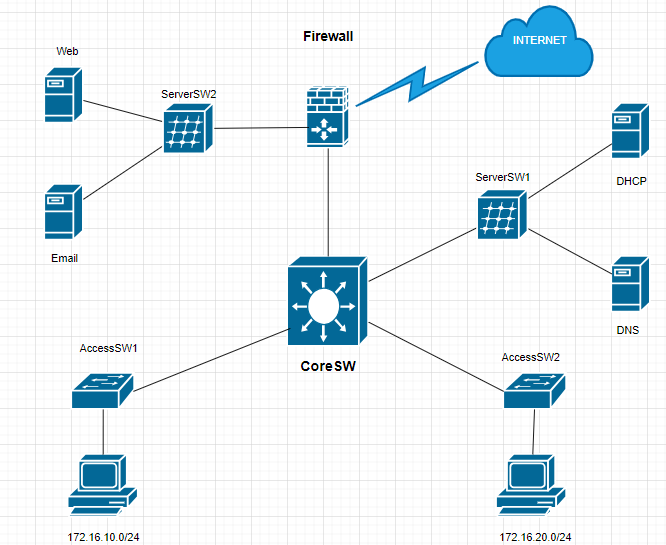 Firewall
INTERNET
Web
ServerSW2
DHCP
ServerSW1
Email
DNS
CoreSW
AccessSW1
AccessSW2
172.16.10.0/24
172.16.20.0/24